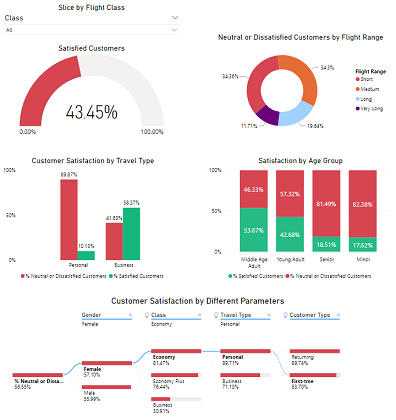 Slice by Flight Class
Class
All
Satisfied Customers
43.45%
0.00%
100.00%
Neutral or Dissatisfied Customers by Flight Range
34.3%
34.36%
11.71%
19.64%
Flight Range
Short
Medium
Long
Very Long
Customer Satisfaction by Travel Type
100%
50%
0%
89.87%
10.13%
41.63%
58.37%
Personal
Business
% Neutral or Dissatisfied Customers
% Satisfied Customers
Satisfaction by Age Group
100%
50%
0%
46.33%
57.32%
81.49%
82.38%
53.67%
42.68%
18.51%
17.62%
Middle Age
Adult
Young Adult
Senior
Minor
% Satisfied Customers
% Neutral or Dissatisfied Customers
Customer Satisfaction by Different Parameters
Gender
Female
Class
Economy
Travel Type
Personal
Customer Type
% Neutral or Dissa...
56.55%
Female
57.10%
Male
55.99%
Economy
81.47%
Economy Plus
76.44%
Business
30.91%
Personal
89.71%
Business
71.13%
Returning
89.74%
First-time
83.70%